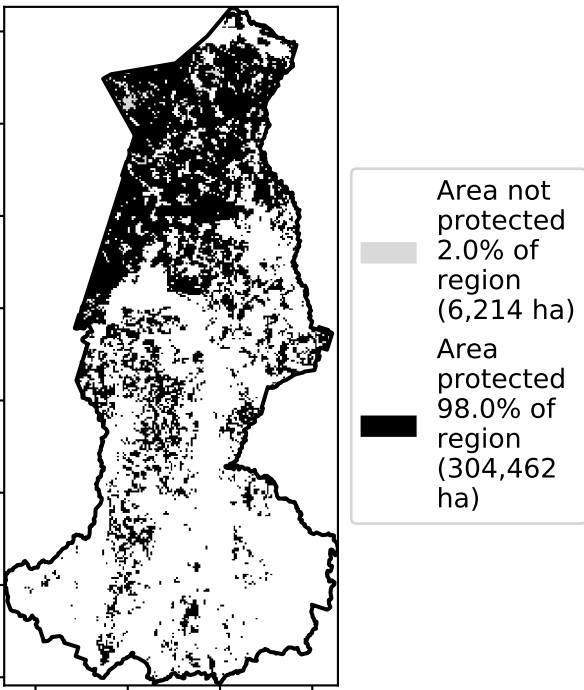 Area not
protected
2.0% of
region
(6,214 ha)
Area
protected
98.0% of
region
(304,462
ha)